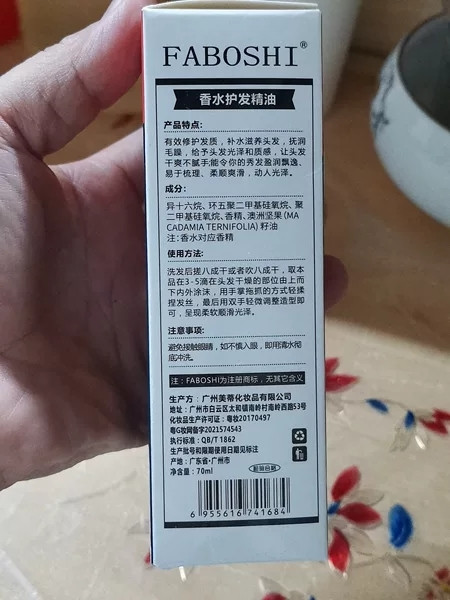 FABOSHI®
香水护发精油
产品特点:
有效修护发质，补水滋养头发，抚润
毛躁，给予头发光泽和质感，让头发
干爽不腻手;能令你的秀发盈润飘逸、
易于梳理、柔顺爽滑，动人光泽。
成分:
异十六烷、环五聚二甲基硅氧烷、聚
二甲基硅氧烷、香精、澳洲坚果(MA
CADAMIA TERNIFOLIA) 籽油
注：香水对应香精
使用方法:
洗发后搓八成干或者吹八成干，取本
品在3-5滴在头发干燥的部位由上而
下内外涂沫，用手掌拖抓的方式轻揉
捏发丝，最后用双手轻微调整造型即
可，呈现柔软顺滑光泽。
注意事项:
避免接触眼睛，如不慎入眼，即用清水彻
底冲洗。
注：FABOSHI为注册商标，无其它含义
生产方：广州美蒂化妆品有限公司
地址：广州市白云区太和镇南岭村南岭西路53号
化妆品生产许可证：粤妆20170497
粤G妆网备字2021574543
执行标准：QB/T 1862
生产批号和限期使用日期见标注
产地：广东省·广州市
净含量：70ml
6 955616 741684